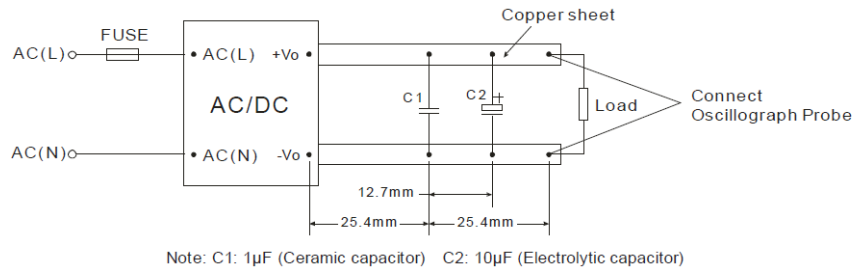 Copper sheet
FUSE
AC(L)
AC(L) +Vo
C1
C2
+
Load
AC/DC
Connect
Oscillograph Probe
AC(N)
AC(N) -Vo
12.7mm
25.4mm
25.4mm
Note: C1: 1μF (Ceramic capacitor) C2: 10μF (Electrolytic capacitor)